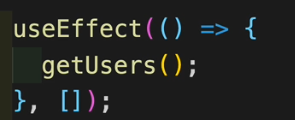 useEffect(() => {
  getUsers();
}, []);